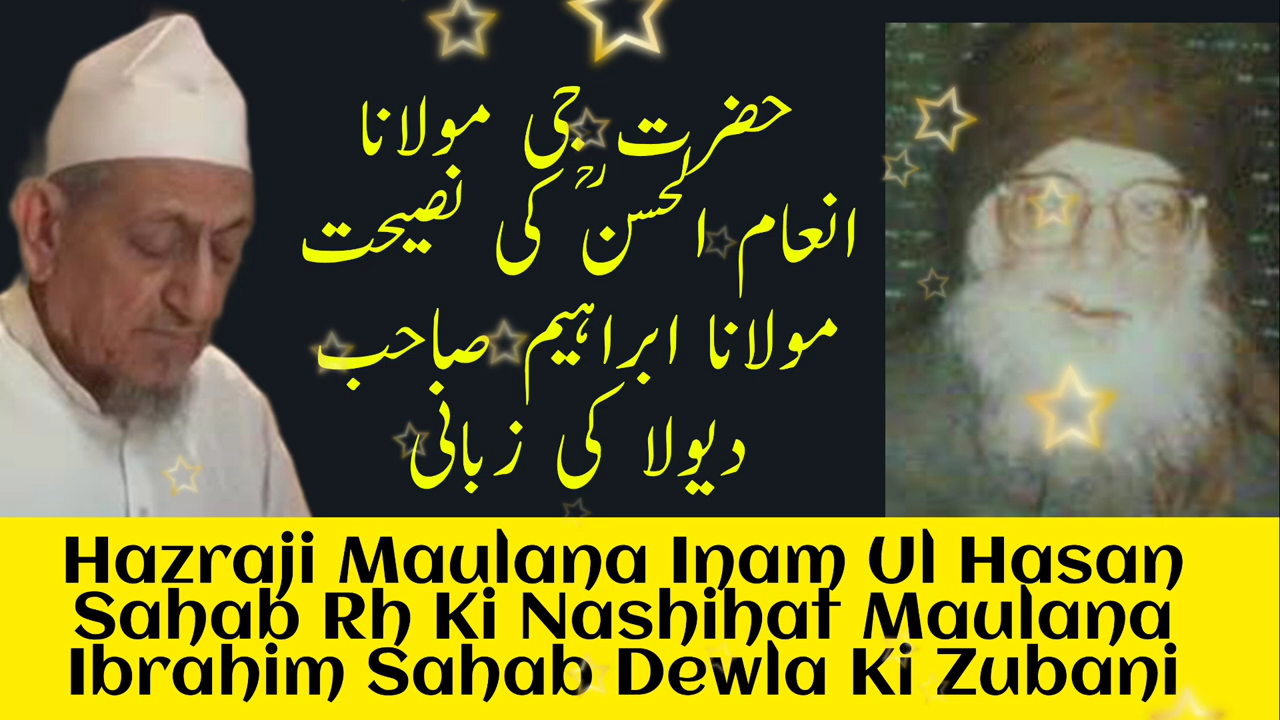 حضرت جی مولانا
انعام الحسنؒ کی نصیحت
مولانا ابراہیم صاحب
دیولا کی زبانی
Hazraji Maulana Inam Ul Hasan
Sahab Rh Ki Nashihat Maulana
Ibrahim Sahab Dewla Ki Zubani